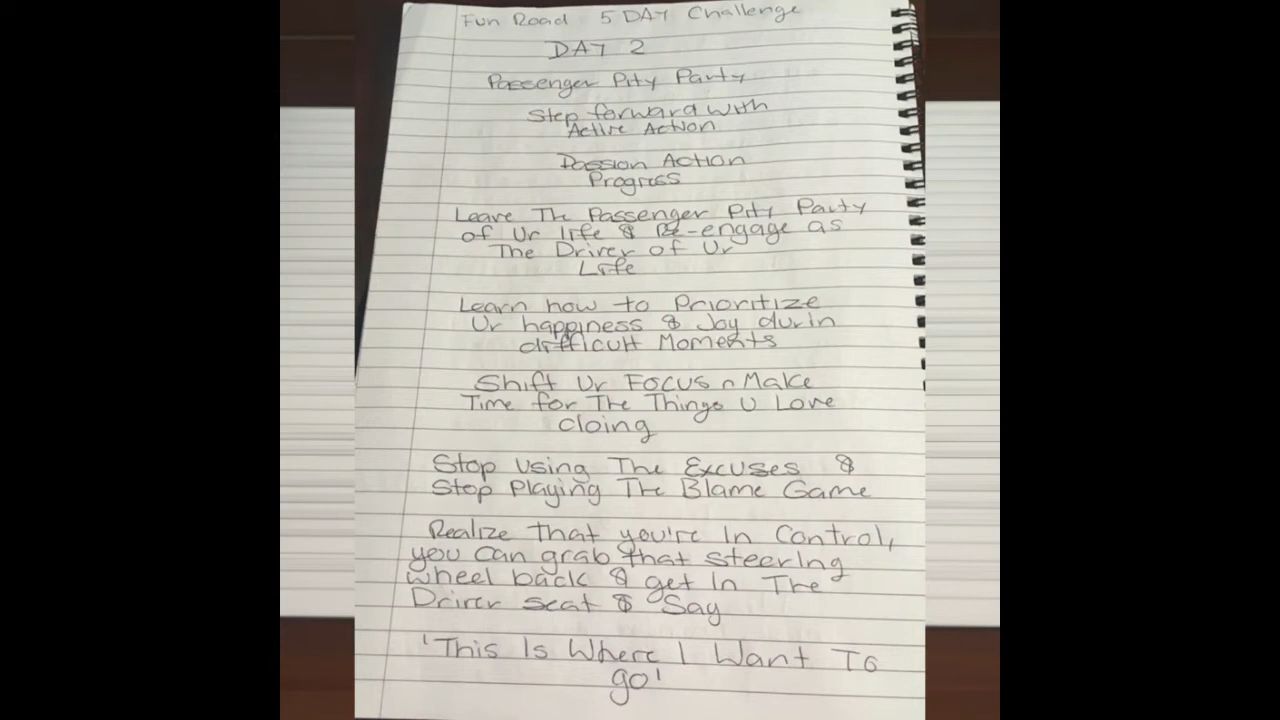 Fun Road 5 DAY Challenge
DAY 2
Passenger Pity Party
Step forward with
Active Action
Passion Action
Progress
Leave The Passenger Pity Party
of Ur life & Re-engage as
The Driver of Ur
Life
Learn how to Prioritize
Ur happiness & Joy durin
difficult Moments
Shift Ur Focus n Make
Time for The Things U Love
doing
Stop Using The Excuses &
Stop Playing The Blame Game
Realize that you're In Control,
you can grab that steering
wheel back & get In The
Driver seat & Say
'This Is Where I Want To
go'